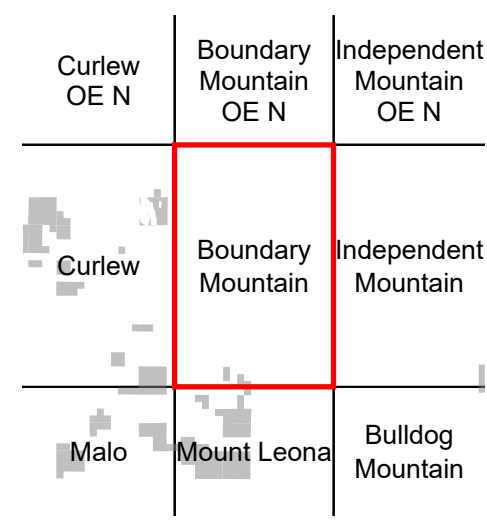 Curlew
OE N
Boundary
Mountain
OE N
Independent
Mountain
OE N
Curlew
Boundary
Mountain
Independent
Mountain
Malo
Mount Leona
Bulldog
Mountain